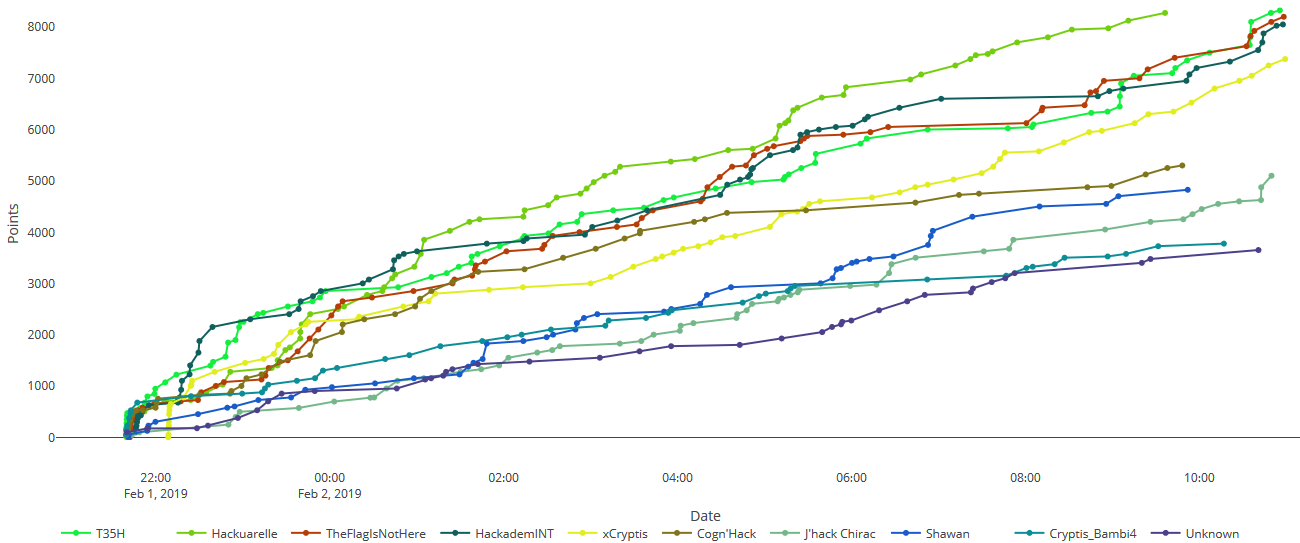 8000
7000
6000
5000
4000
3000
2000
1000
0
Points
22:00 00:00 02:00 04:00 06:00 08:00 10:00
Feb 1, 2019 Feb 2, 2019
Date
T35H Hackuarelle TheFlagIsNotHere HackademINT xCryptis Cogn'Hack J'hack Chirac Shawan Cryptis_Bambi4 Unknown